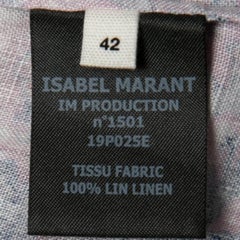 42
ISABEL MARANT
IM PRODUCTION
n°1501
19P025E
TISSU FABRIC
100% LIN LINEN